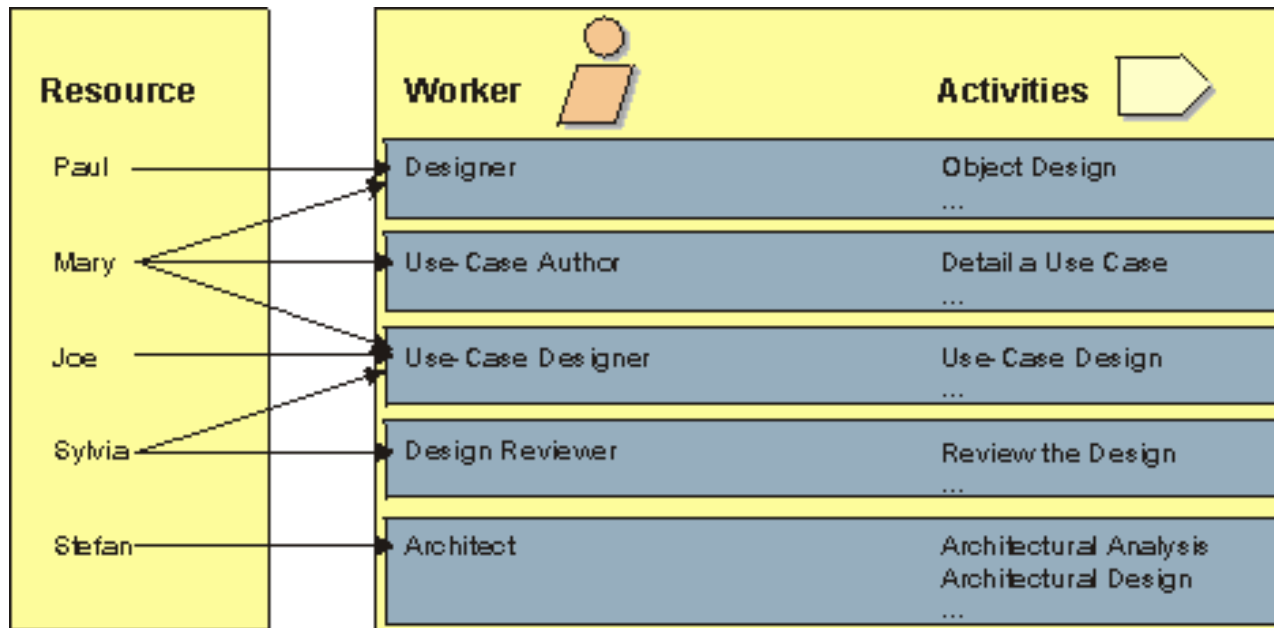 Resource Worker Activities
Paul Designer Object Design
...
Mary Use-Case Author Detail a Use Case
...
Joe Use-Case Designer Use-Case Design
...
Sylvia Design Reviewer Review the Design
...
Stefan Architect Architectural Analysis
Architectural Design
...